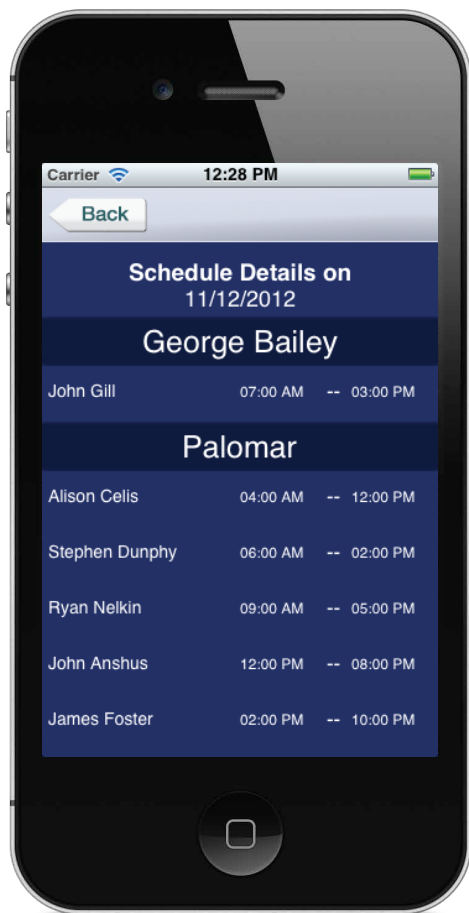 Carrier 12:28 PM
Back
Schedule Details on
11/12/2012
George Bailey
John Gill 07:00 AM -- 03:00 PM
Palomar
Alison Celis 04:00 AM -- 12:00 PM
Stephen Dunphy 06:00 AM -- 02:00 PM
Ryan Nelkin 09:00 AM -- 05:00 PM
John Anshus 12:00 PM -- 08:00 PM
James Foster 02:00 PM -- 10:00 PM